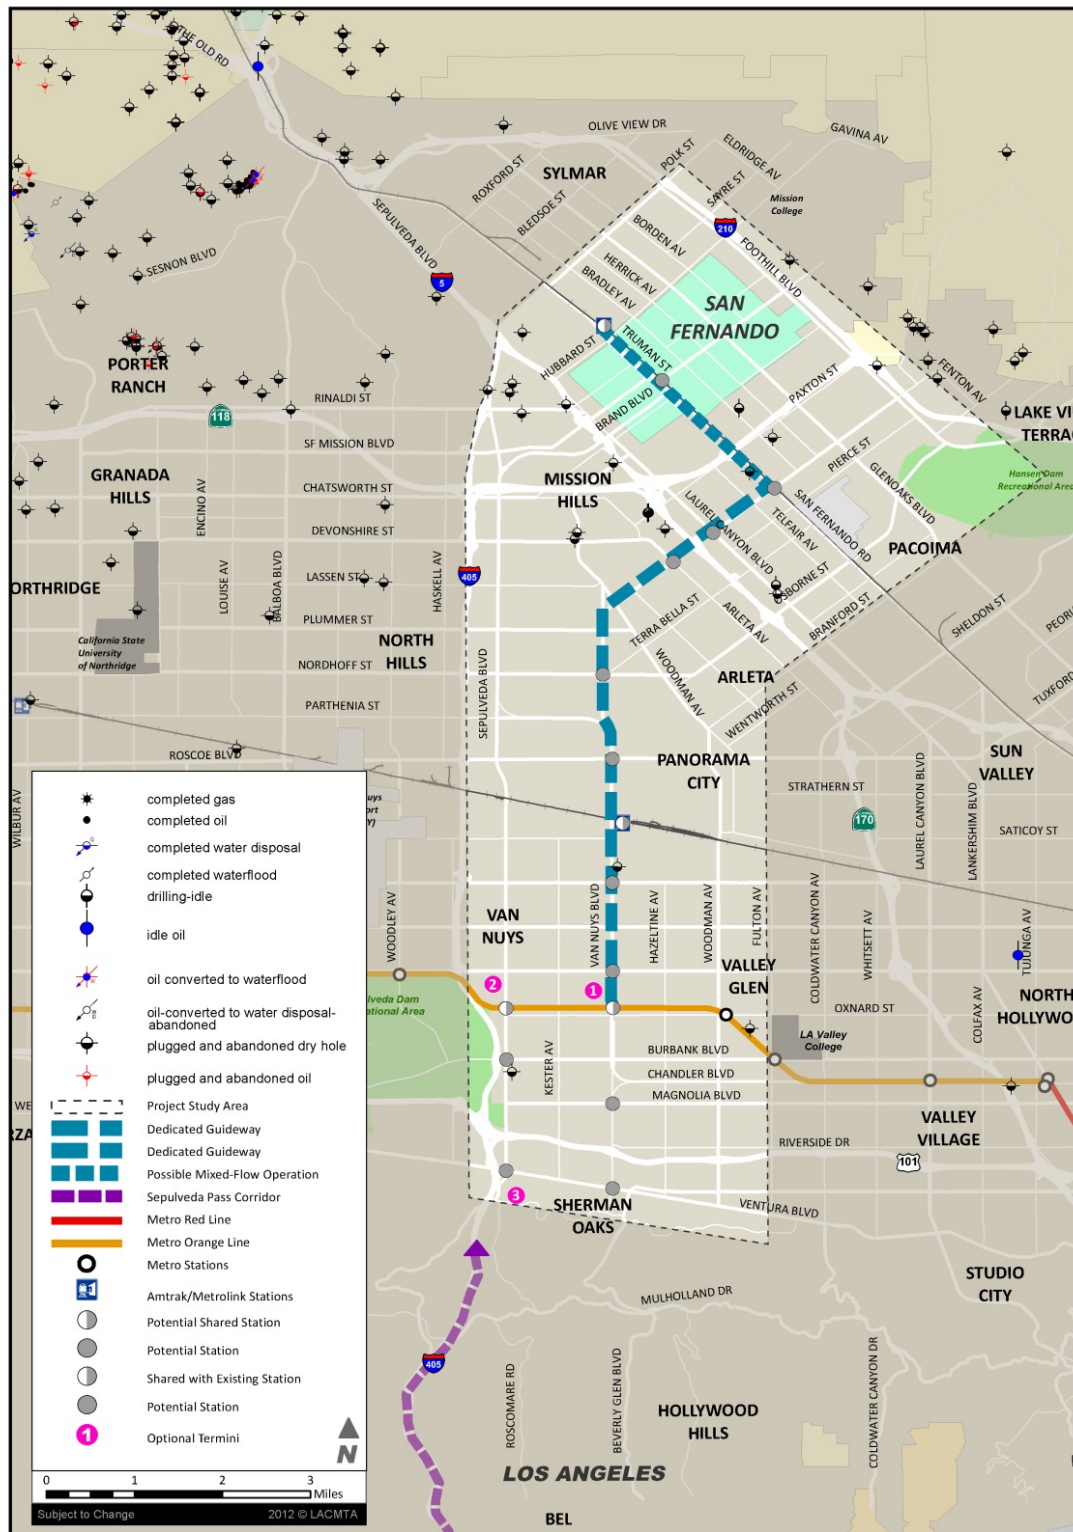 THE OLD RD
OLIVE VIEW DR
GAVINA AV
POLK ST
ELDRIDGE AV
SAYRE ST
ROXFORD ST
SYLMAR
BLEDSOE ST
Mission
College
SEPULVEDA BLVD
BORDEN AV
210
FOOTHILL BLVD
SESNON BLVD
HERRICK AV
BRADLEY AV
5
SAN
FERNANDO
TRUMAN ST
HUBBARD ST
PORTER
RANCH
FENTON AV
PAXTON ST
RINALDI ST
BRAND BLVD
118
LAKE VI
TERRA
SF MISSION BLVD
PIERCE ST
GLENOAKS BLVD
Hansen Dam
Recreational Area
GRANADA
HILLS
MISSION
HILLS
CHATSWORTH ST
ENCINO AV
LAUREL CANYON BLVD
TELFAIR AV
SAN FERNANDO RD
DEVONSHIRE ST
PACOIMA
ORTHRIDGE
LOUISE AV
BALBOA BLVD
LASSEN ST
HASKELL AV
405
OSBORNE ST
BRANFORD ST
SHELDON ST
PEORI
PLUMMER ST
TERRA BELLA ST
ARLETA AV
California State
University
of Northridge
NORTH
HILLS
NORDHOFF ST
SEPULVEDA BLVD
WOODMAN AV
ARLETA
WENTWORTH ST
TUXFORD
PARTHENIA ST
ROSCOE BLVD
PANORAMA
CITY
SUN
VALLEY
STRATHERN ST
WILBUR AV
uys
ort
Y)
170
LAUREL CANYON BLVD
LANKERSHIM BLVD
SATICOY ST
WOODLEY AV
VAN
NUYS
VAN NUYS BLVD
HAZELTINE AV
WOODMAN AV
FULTON AV
COLDWATER CANYON AV
WHITSETT AV
TUJUNGA AV
VALLEY
GLEN
2
1
lveda Dam
ational Area
OXNARD ST
COLFAX AV
NORTH
HOLLYWO
LA Valley
College
KESTER AV
BURBANK BLVD
CHANDLER BLVD
MAGNOLIA BLVD
WE
RZA
VALLEY
VILLAGE
RIVERSIDE DR
101
3
SHERMAN
OAKS
VENTURA BLVD
STUDIO
CITY
MULHOLLAND DR
405
ROSCOMARE RD
BEVERLY GLEN BLVD
COLDWATER CANYON DR
HOLLYWOOD
HILLS
LOS ANGELES
BEL
completed gas
completed oil
completed water disposal
completed waterflood
drilling-idle
idle oil
oil converted to waterflood
oil-converted to water disposal-
abandoned
plugged and abandoned dry hole
plugged and abandoned oil
Project Study Area
Dedicated Guideway
Dedicated Guideway
Possible Mixed-Flow Operation
Sepulveda Pass Corridor
Metro Red Line
Metro Orange Line
Metro Stations
Amtrak/Metrolink Stations
Potential Shared Station
Potential Station
Shared with Existing Station
Potential Station
1 Optional Termini
N
0 1 2 3
Miles
Subject to Change 2012 © LACMTA